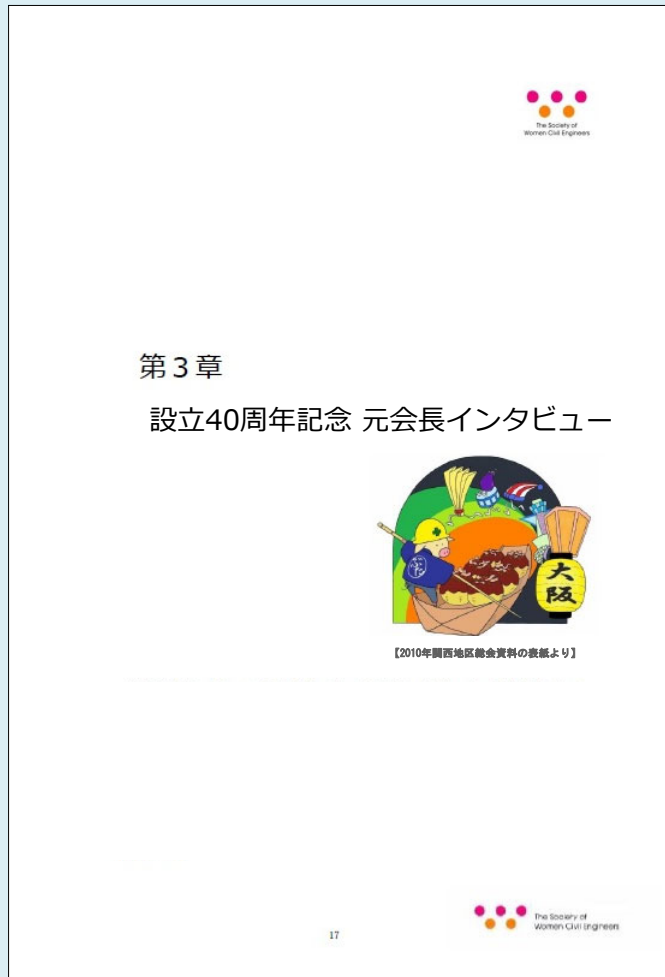 The Society of
Women Civil Engineers
第3章
設立40周年記念 元会長インタビュー
大
阪
【2010年関西地区総会資料の表紙より】
17
The Society of
Women Civil Engineers